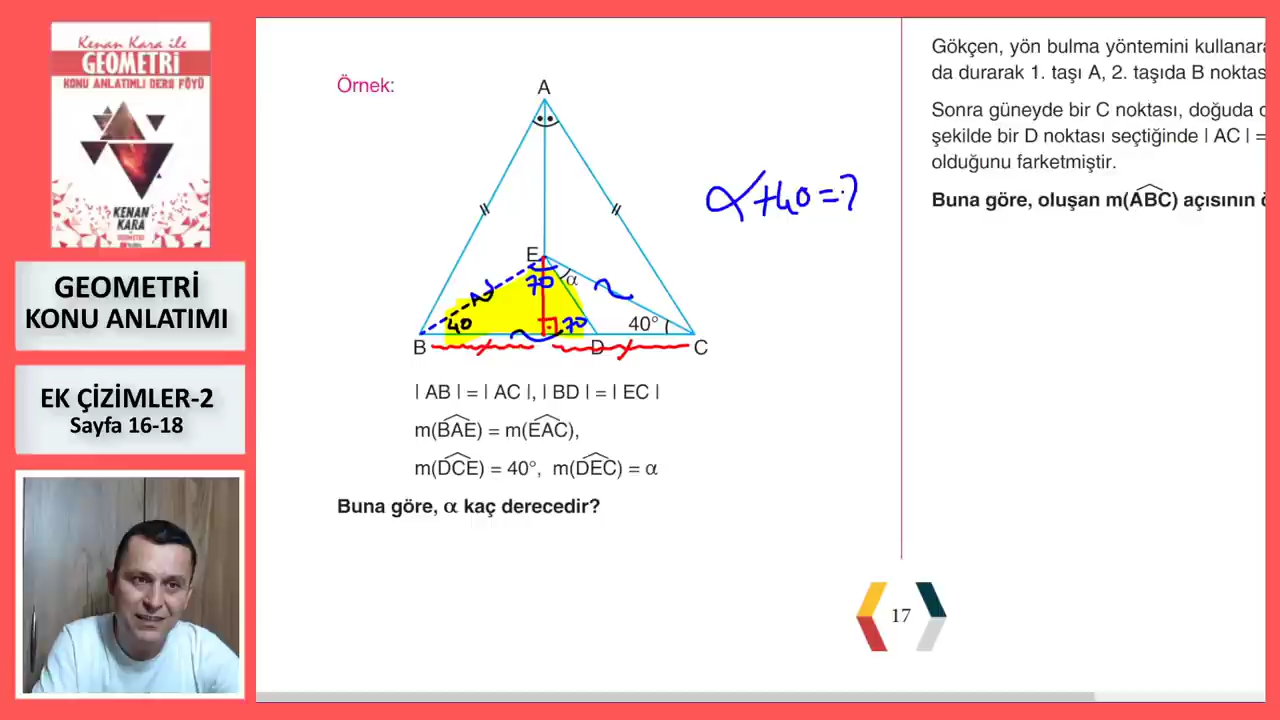 Kenan Kara ile
GEOMETRİ
KONU ANLATIMLI DERS FÖYÜ
KENAN
KARA
GEOMETRİ
KONU ANLATIMI
EK ÇİZİMLER-2
Sayfa 16-18
Örnek:
A
α+40=?
E
70
α
40
70
40°
B
D
C
| AB | = | AC |, | BD | = | EC |
m(BAE) = m(EAC),
m(DCE) = 40°, m(DEC) = α
Buna göre, α kaç derecedir?
Gökçen, yön bulma yöntemini
da durarak 1. taşı A, 2. taşıda B
Sonra güneyde bir C noktası, doğuda
şekilde bir D noktası seçtiğinde | AC | =
olduğunu farketmiştir.
Buna göre, oluşan m(ABC) açısının
17